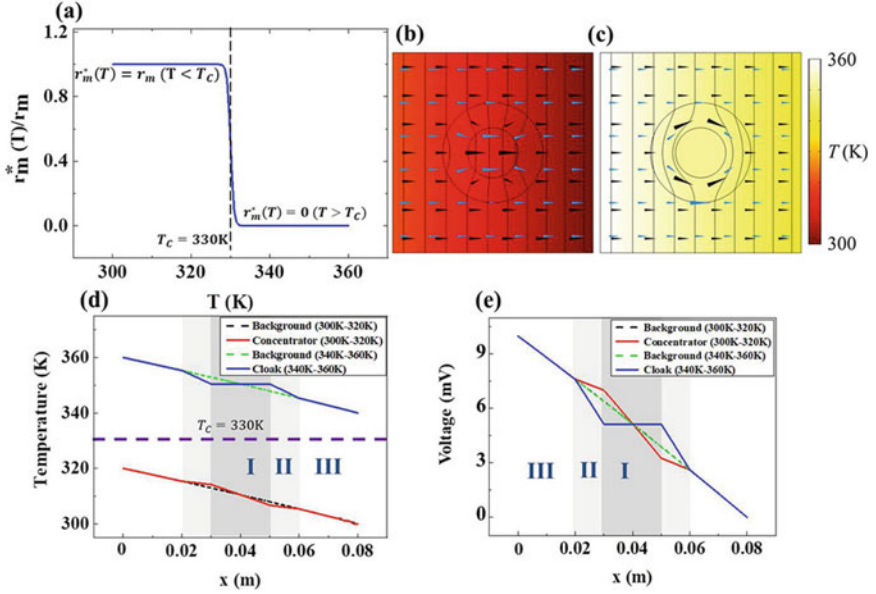 (a)
1.2
0.8
0.4
0.0
r*m (T)/rm
r*m(T) = rm (T < TC)
r*m(T) = 0 (T > TC)
TC = 330K
300 320 340 360
T (K)
(b)
(c)
360
T (K)
300
(d)
Background (300K-320K)
Concentrator (300K-320K)
Background (340K-360K)
Cloak (340K-360K)
360
350
340
330
320
310
300
Temperature (K)
TC = 330K
I II III
0 0.02 0.04 0.06 0.08
x (m)
(e)
Background (300K-320K)
Concentrator (300K-320K)
Background (340K-360K)
Cloak (340K-360K)
9
6
3
0
Voltage (mV)
III II I
0 0.02 0.04 0.06 0.08
x (m)